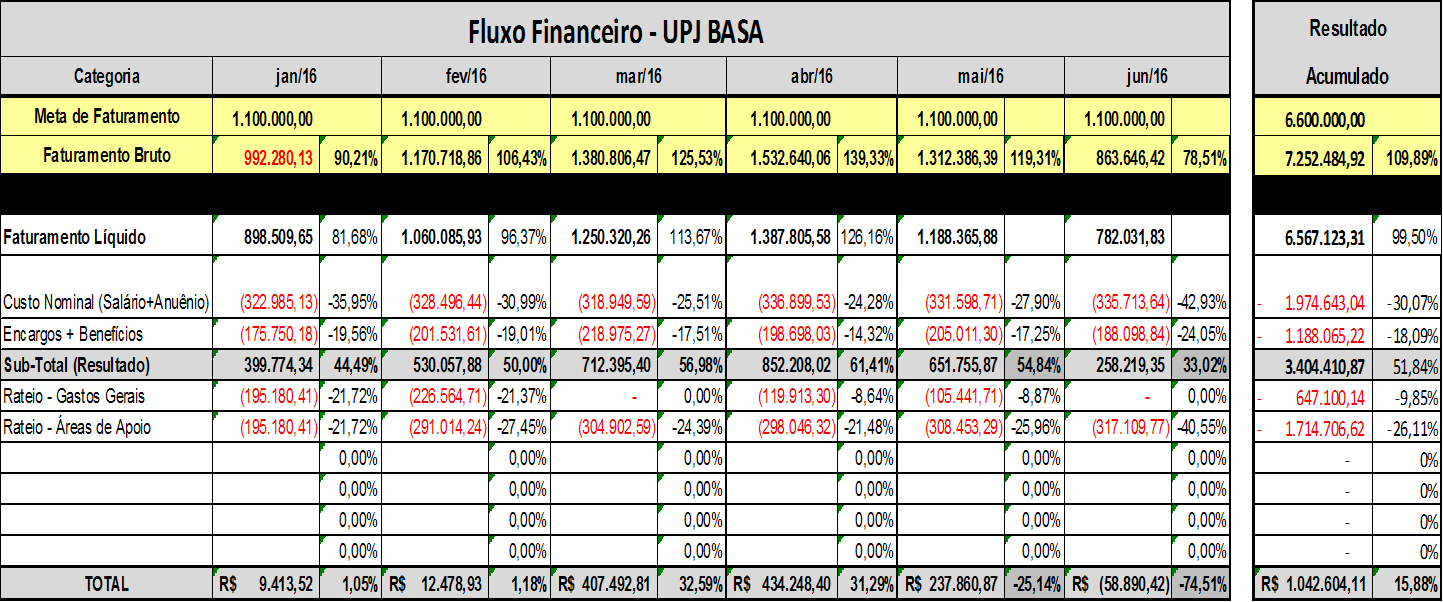 Fluxo Financeiro - UPJ BASA Resultado
Categoria jan/16 fev/16 mar/16 abr/16 mai/16 jun/16 Acumulado
Meta de Faturamento 1.100.000,00 1.100.000,00 1.100.000,00 1.100.000,00 1.100.000,00 1.100.000,00 6.600.000,00
Faturamento Bruto 992.280,13 90,21% 1.170.718,86 106,43% 1.380.806,47 125,53% 1.532.640,06 139,33% 1.312.386,39 119,31% 863.646,42 78,51% 7.252.484,92 109,89%
Faturamento Líquido 898.509,65 81,68% 1.060.085,93 96,37% 1.250.320,26 113,67% 1.387.805,58 126,16% 1.188.365,88 782.031,83 6.567.123,31 99,50%
Custo Nominal (Salário+Anuênio) (322.985,13) -35,95% (328.496,44) -30,99% (318.949,59) -25,51% (336.899,53) -24,28% (331.598,71) -27,90% (335.713,64) -42,93% - 1.974.643,04 -30,07%
Encargos + Benefícios (175.750,18) -19,56% (201.531,61) -19,01% (218.975,27) -17,51% (198.698,03) -14,32% (205.011,30) -17,25% (188.098,84) -24,05% - 1.188.065,22 -18,09%
Sub-Total (Resultado) 399.774,34 44,49% 530.057,88 50,00% 712.395,40 56,98% 852.208,02 61,41% 651.755,87 54,84% 258.219,35 33,02% 3.404.410,87 51,84%
Rateio - Gastos Gerais (195.180,41) -21,72% (226.564,71) -21,37% - 0,00% (119.913,30) -8,64% (105.441,71) -8,87% - 0,00% - 647.100,14 -9,85%
Rateio - Áreas de Apoio (195.180,41) -21,72% (291.014,24) -27,45% (304.902,59) -24,39% (298.046,32) -21,48% (308.453,29) -25,96% (317.109,77) -40,55% - 1.714.706,62 -26,11%
0,00% 0,00% 0,00% 0,00% 0,00% 0,00% - 0%
0,00% 0,00% 0,00% 0,00% 0,00% 0,00% - 0%
0,00% 0,00% 0,00% 0,00% 0,00% 0,00% - 0%
0,00% 0,00% 0,00% 0,00% 0,00% 0,00% - 0%
TOTAL R$ 9.413,52 1,05% R$ 12.478,93 1,18% R$ 407.492,81 32,59% R$ 434.248,40 31,29% R$ 237.860,87 -25,14% R$ (58.890,42) -74,51% R$ 1.042.604,11 15,88%